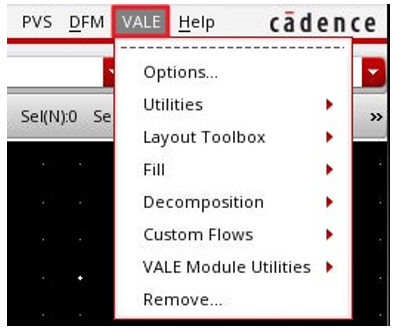 PVS DFM VALE Help cādence
Options...
Utilities
Sel(N):0 Se
Layout Toolbox
»
Fill
Decomposition
Custom Flows
VALE Module Utilities
Remove...